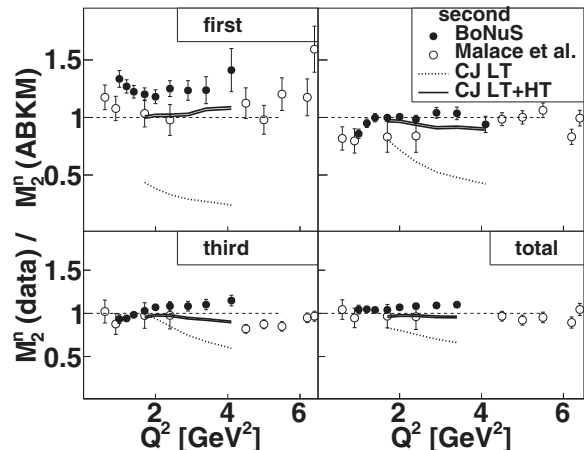 first
second
BoNuS
Malace et al.
CJ LT
CJ LT+HT
1.5
1
0.5
third
total
1.5
1
0.5
2 4 6 2 4 6
Q² [GeV²] Q² [GeV²]
M₂ⁿ (data) / M₂ⁿ (ABKM)